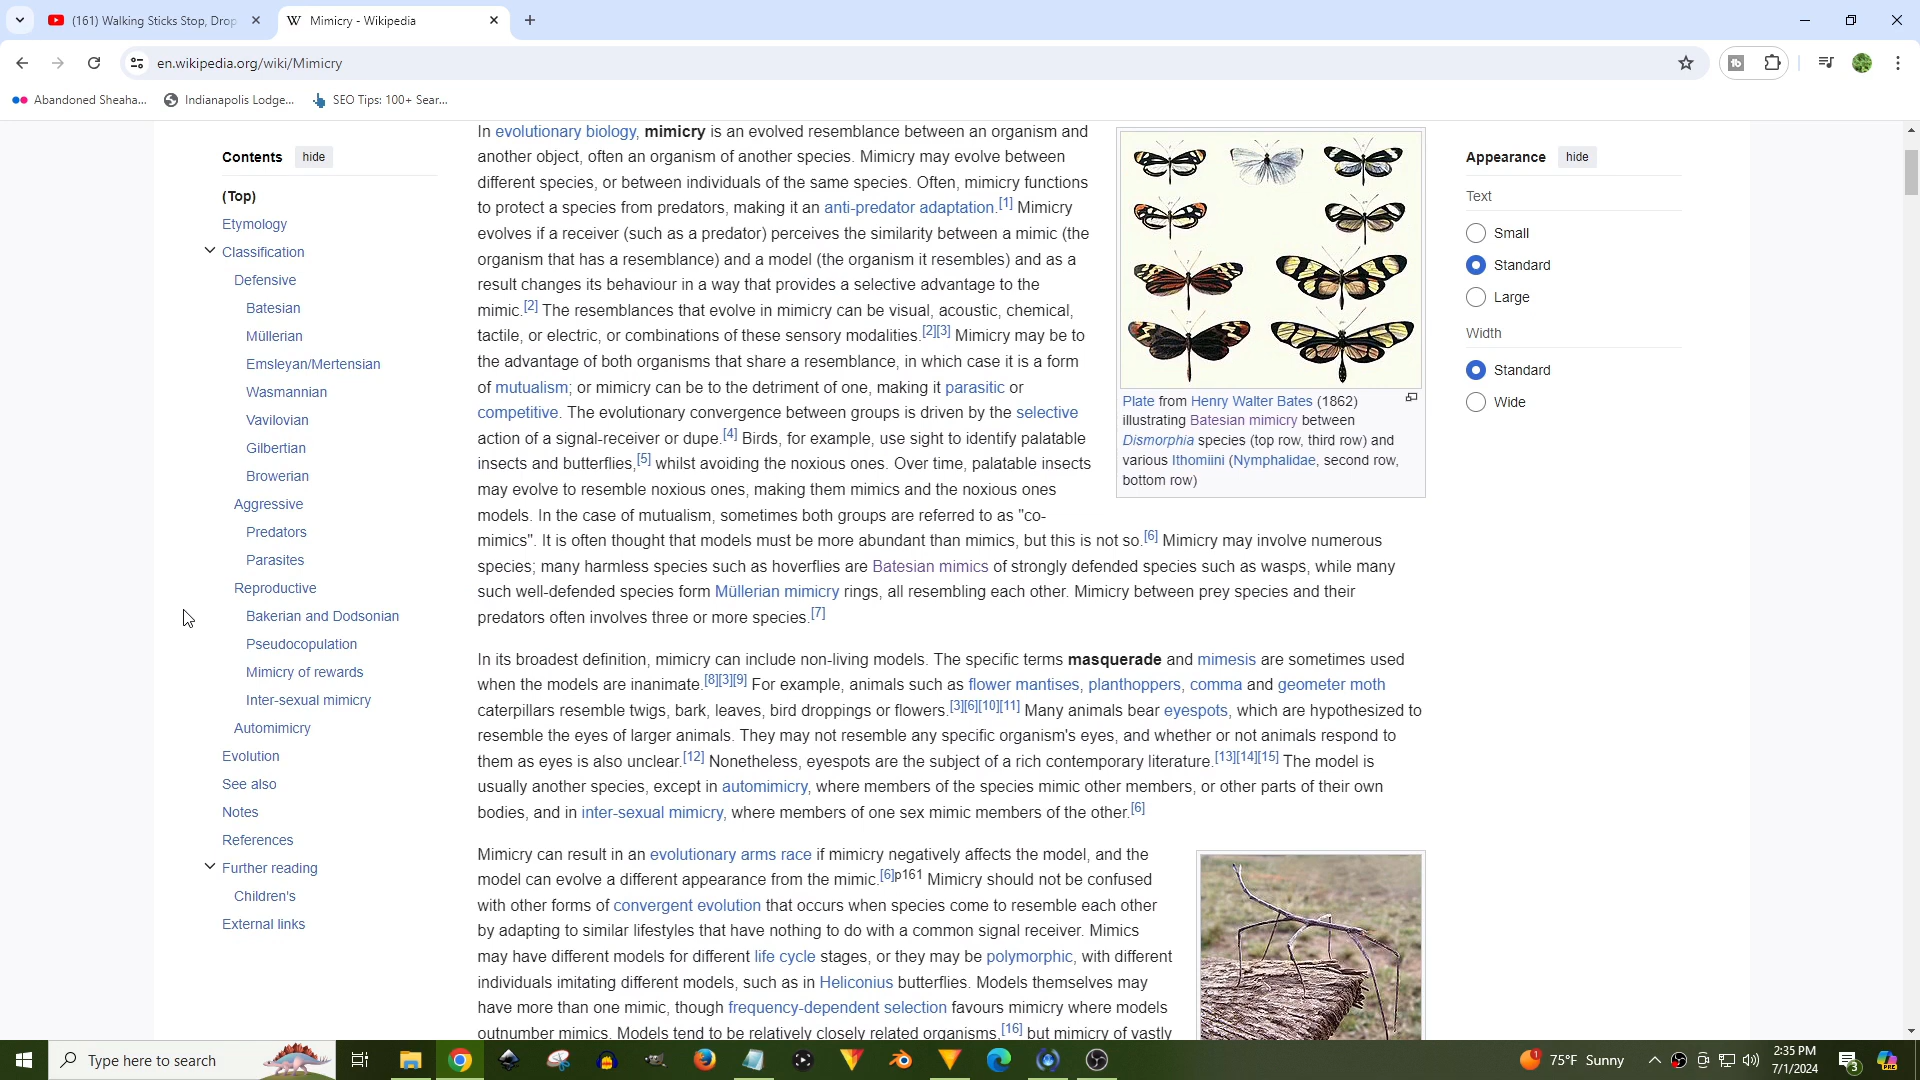 (161) Walking Sticks Stop, Drop
Mimicry - Wikipedia
en.wikipedia.org/wiki/Mimicry
Abandoned Sheaha...
Indianapolis Lodge...
SEO Tips: 100+ Sear...
Contents
hide
(Top)
Etymology
Classification
Defensive
Batesian
Müllerian
Emsleyan/Mertensian
Wasmannian
Vavilovian
Gilbertian
Browerian
Aggressive
Predators
Parasites
Reproductive
Bakerian and Dodsonian
Pseudocopulation
Mimicry of rewards
Inter-sexual mimicry
Automimicry
Evolution
See also
Notes
References
Further reading
Children's
External links
In evolutionary biology, mimicry is an evolved resemblance between an organism and
another object, often an organism of another species. Mimicry may evolve between
different species, or between individuals of the same species. Often, mimicry functions
to protect a species from predators, making it an anti-predator adaptation.[1] Mimicry
evolves if a receiver (such as a predator) perceives the similarity between a mimic (the
organism that has a resemblance) and a model (the organism it resembles) and as a
result changes its behaviour in a way that provides a selective advantage to the
mimic.[2] The resemblances that evolve in mimicry can be visual, acoustic, chemical,
tactile, or electric, or combinations of these sensory modalities.[2][3] Mimicry may be to
the advantage of both organisms that share a resemblance, in which case it is a form
of mutualism; or mimicry can be to the detriment of one, making it parasitic or
competitive. The evolutionary convergence between groups is driven by the selective
action of a signal-receiver or dupe.[4] Birds, for example, use sight to identify palatable
insects and butterflies,[5] whilst avoiding the noxious ones. Over time, palatable insects
may evolve to resemble noxious ones, making them mimics and the noxious ones
models. In the case of mutualism, sometimes both groups are referred to as "co-
mimics". It is often thought that models must be more abundant than mimics, but this is not so.[6] Mimicry may involve numerous
species; many harmless species such as hoverflies are Batesian mimics of strongly defended species such as wasps, while many
such well-defended species form Müllerian mimicry rings, all resembling each other. Mimicry between prey species and their
predators often involves three or more species.[7]
In its broadest definition, mimicry can include non-living models. The specific terms masquerade and mimesis are sometimes used
when the models are inanimate.[8][3][9] For example, animals such as flower mantises, planthoppers, comma and geometer moth
caterpillars resemble twigs, bark, leaves, bird droppings or flowers.[3][6][10][11] Many animals bear eyespots, which are hypothesized to
resemble the eyes of larger animals. They may not resemble any specific organism's eyes, and whether or not animals respond to
them as eyes is also unclear.[12] Nonetheless, eyespots are the subject of a rich contemporary literature.[13][14][15] The model is
usually another species, except in automimicry, where members of the species mimic other members, or other parts of their own
bodies, and in inter-sexual mimicry, where members of one sex mimic members of the other.[6]
Mimicry can result in an evolutionary arms race if mimicry negatively affects the model, and the
model can evolve a different appearance from the mimic.[6]p161 Mimicry should not be confused
with other forms of convergent evolution that occurs when species come to resemble each other
by adapting to similar lifestyles that have nothing to do with a common signal receiver. Mimics
may have different models for different life cycle stages, or they may be polymorphic, with different
individuals imitating different models, such as in Heliconius butterflies. Models themselves may
have more than one mimic, though frequency-dependent selection favours mimicry where models
outnumber mimics. Models tend to be relatively closely related organisms,[16] but mimicry of vastly
Plate from Henry Walter Bates (1862)
illustrating Batesian mimicry between
Dismorphia species (top row, third row) and
various Ithomiini (Nymphalidae, second row,
bottom row)
Appearance
hide
Text
Small
Standard
Large
Width
Standard
Wide
Type here to search
75°F Sunny
2:35 PM
7/1/2024